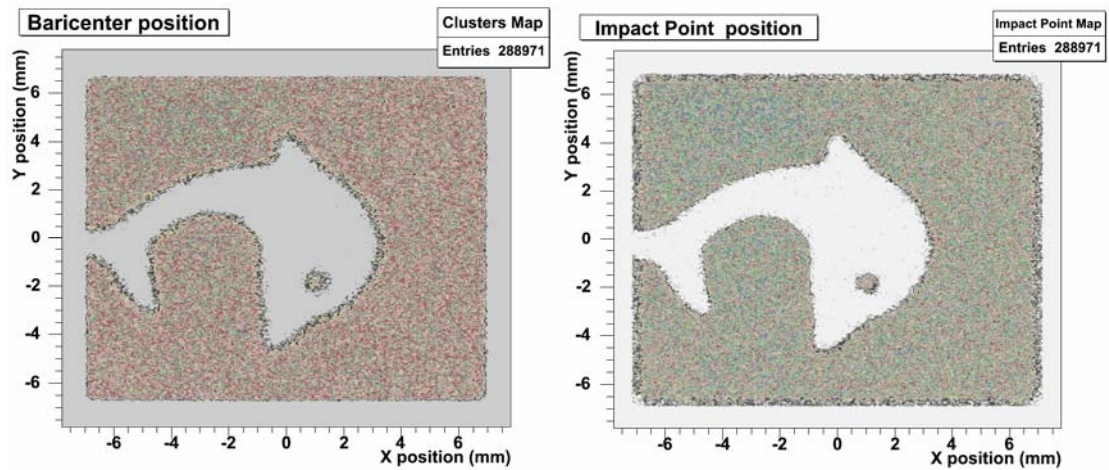 Baricenter position
Clusters Map
Entries 288971
Y position (mm)
6
4
2
0
-2
-4
-6
-6 -4 -2 0 2 4 6
X position (mm)
Impact Point position
Impact Point Map
Entries 288971
Y position (mm)
6
4
2
0
-2
-4
-6
-6 -4 -2 0 2 4 6
X position (mm)